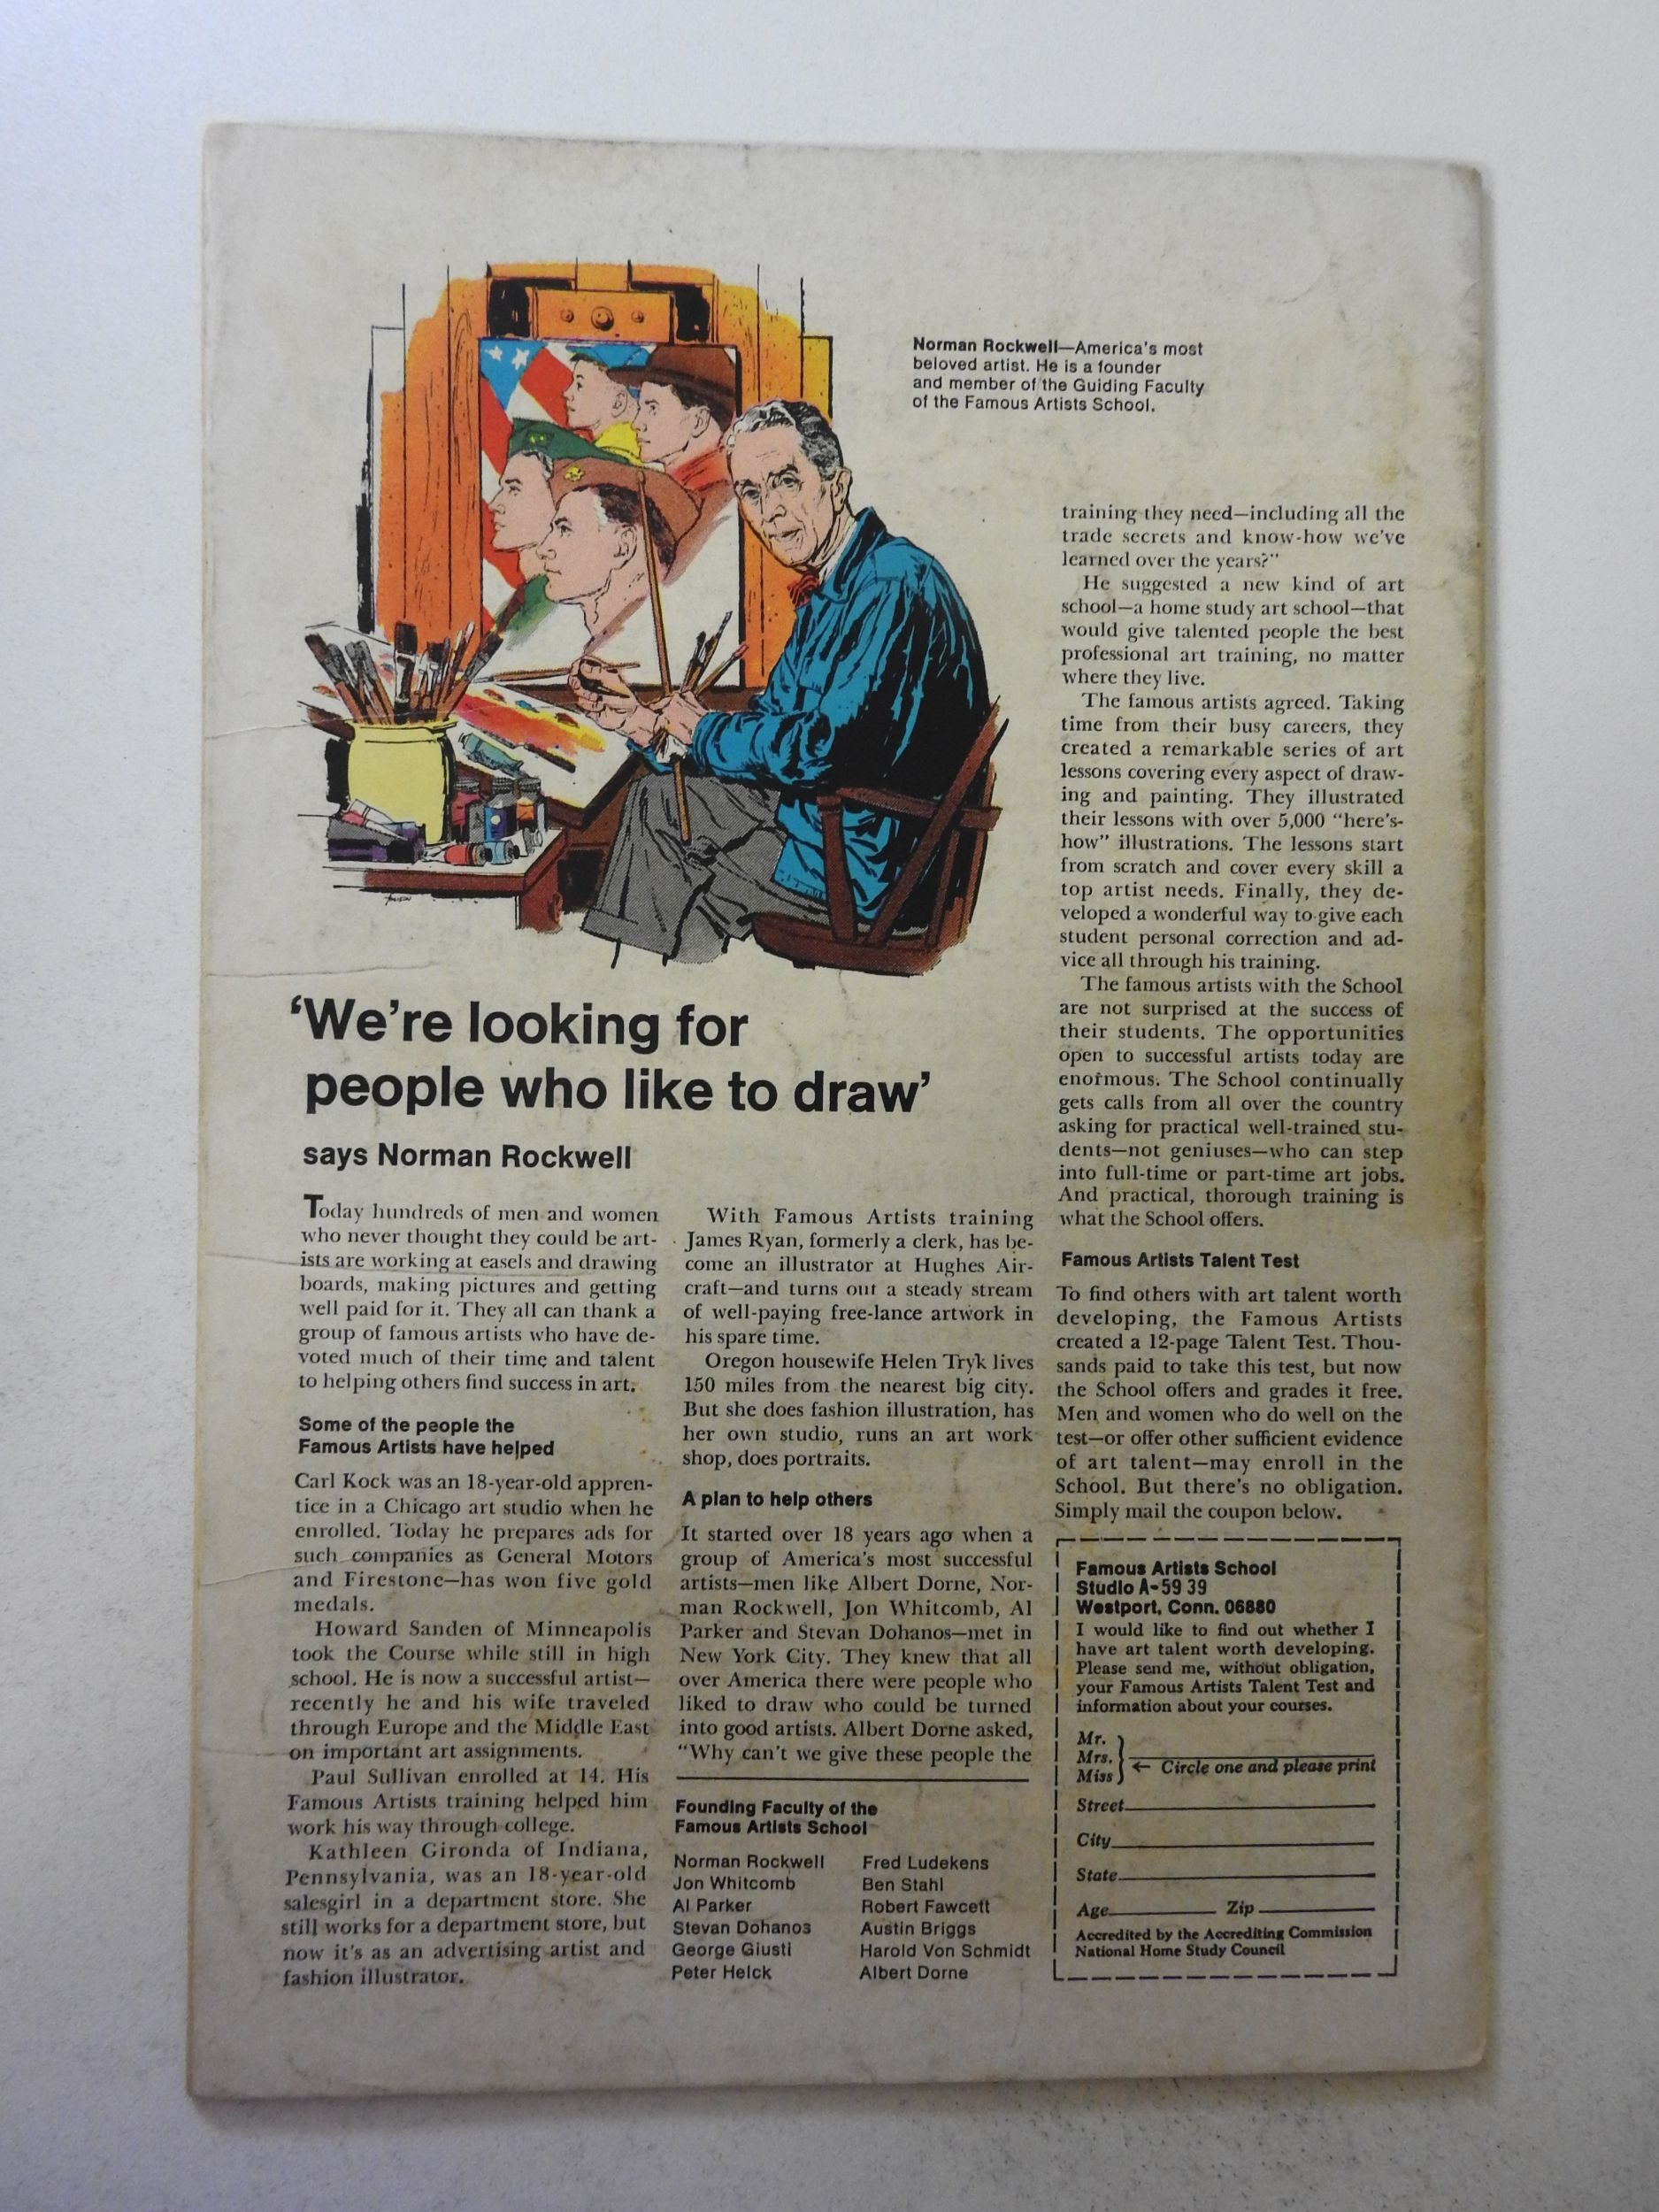 Norman Rockwell—America's most
beloved artist. He is a founder
and member of the Guiding Faculty
of the Famous Artists School.
'We're looking for
people who like to draw'
says Norman Rockwell
Today hundreds of men and women
who never thought they could be art-
ists are working at easels and drawing
boards, making pictures and getting
well paid for it. They all can thank a
group of famous artists who have de-
voted much of their time and talent
to helping others find success in art.
Some of the people the
Famous Artists have helped
Carl Kock was an 18-year-old appren-
tice in a Chicago art studio when he
enrolled. Today he prepares ads for
such companies as General Motors
and Firestone—has won five gold
medals.
Howard Sanden of Minneapolis
took the Course while still in high
school. He is now a successful artist—
recently he and his wife traveled
through Europe and the Middle East
on important art assignments.
Paul Sullivan enrolled at 14. His
Famous Artists training helped him
work his way through college.
Kathleen Gironda of Indiana,
Pennsylvania, was an 18-year-old
salesgirl in a department store. She
still works for a department store, but
now it's as an advertising artist and
fashion illustrator.
With Famous Artists training
James Ryan, formerly a clerk, has be-
come an illustrator at Hughes Air-
craft—and turns out a steady stream
of well-paying free-lance artwork in
his spare time.
Oregon housewife Helen Tryk lives
150 miles from the nearest big city.
But she does fashion illustration, has
her own studio, runs an art work
shop, does portraits.
A plan to help others
It started over 18 years ago when a
group of America's most successful
artists—men like Albert Dorne, Nor-
man Rockwell, Jon Whitcomb, Al
Parker and Stevan Dohanos—met in
New York City. They knew that all
over America there were people who
liked to draw who could be turned
into good artists. Albert Dorne asked,
"Why can't we give these people the
Founding Faculty of the
Famous Artists School
Norman Rockwell
Jon Whitcomb
Al Parker
Stevan Dohanos
George Giusti
Peter Helck
Fred Ludekens
Ben Stahl
Robert Fawcett
Austin Briggs
Harold Von Schmidt
Albert Dorne
training they need—including all the
trade secrets and know-how we've
learned over the years?"
He suggested a new kind of art
school—a home study art school—that
would give talented people the best
professional art training, no matter
where they live.
The famous artists agreed. Taking
time from their busy careers, they
created a remarkable series of art
lessons covering every aspect of draw-
ing and painting. They illustrated
their lessons with over 5,000 "here's-
how" illustrations. The lessons start
from scratch and cover every skill a
top artist needs. Finally, they de-
veloped a wonderful way to give each
student personal correction and ad-
vice all through his training.
The famous artists with the School
are not surprised at the success of
their students. The opportunities
open to successful artists today are
enormous. The School continually
gets calls from all over the country
asking for practical well-trained stu-
dents—not geniuses—who can step
into full-time or part-time art jobs.
And practical, thorough training is
what the School offers.
Famous Artists Talent Test
To find others with art talent worth
developing, the Famous Artists
created a 12-page Talent Test. Thou-
sands paid to take this test, but now
the School offers and grades it free.
Men and women who do well on the
test—or offer other sufficient evidence
of art talent—may enroll in the
School. But there's no obligation.
Simply mail the coupon below.
Famous Artists School
Studio A-59 39
Westport, Conn. 06880
I would like to find out whether I
have art talent worth developing.
Please send me, without obligation,
your Famous Artists Talent Test and
information about your courses.
Mr.
Mrs.
Miss
← Circle one and please print
Street
City
State
Age Zip
Accredited by the Accrediting Commission
National Home Study Council